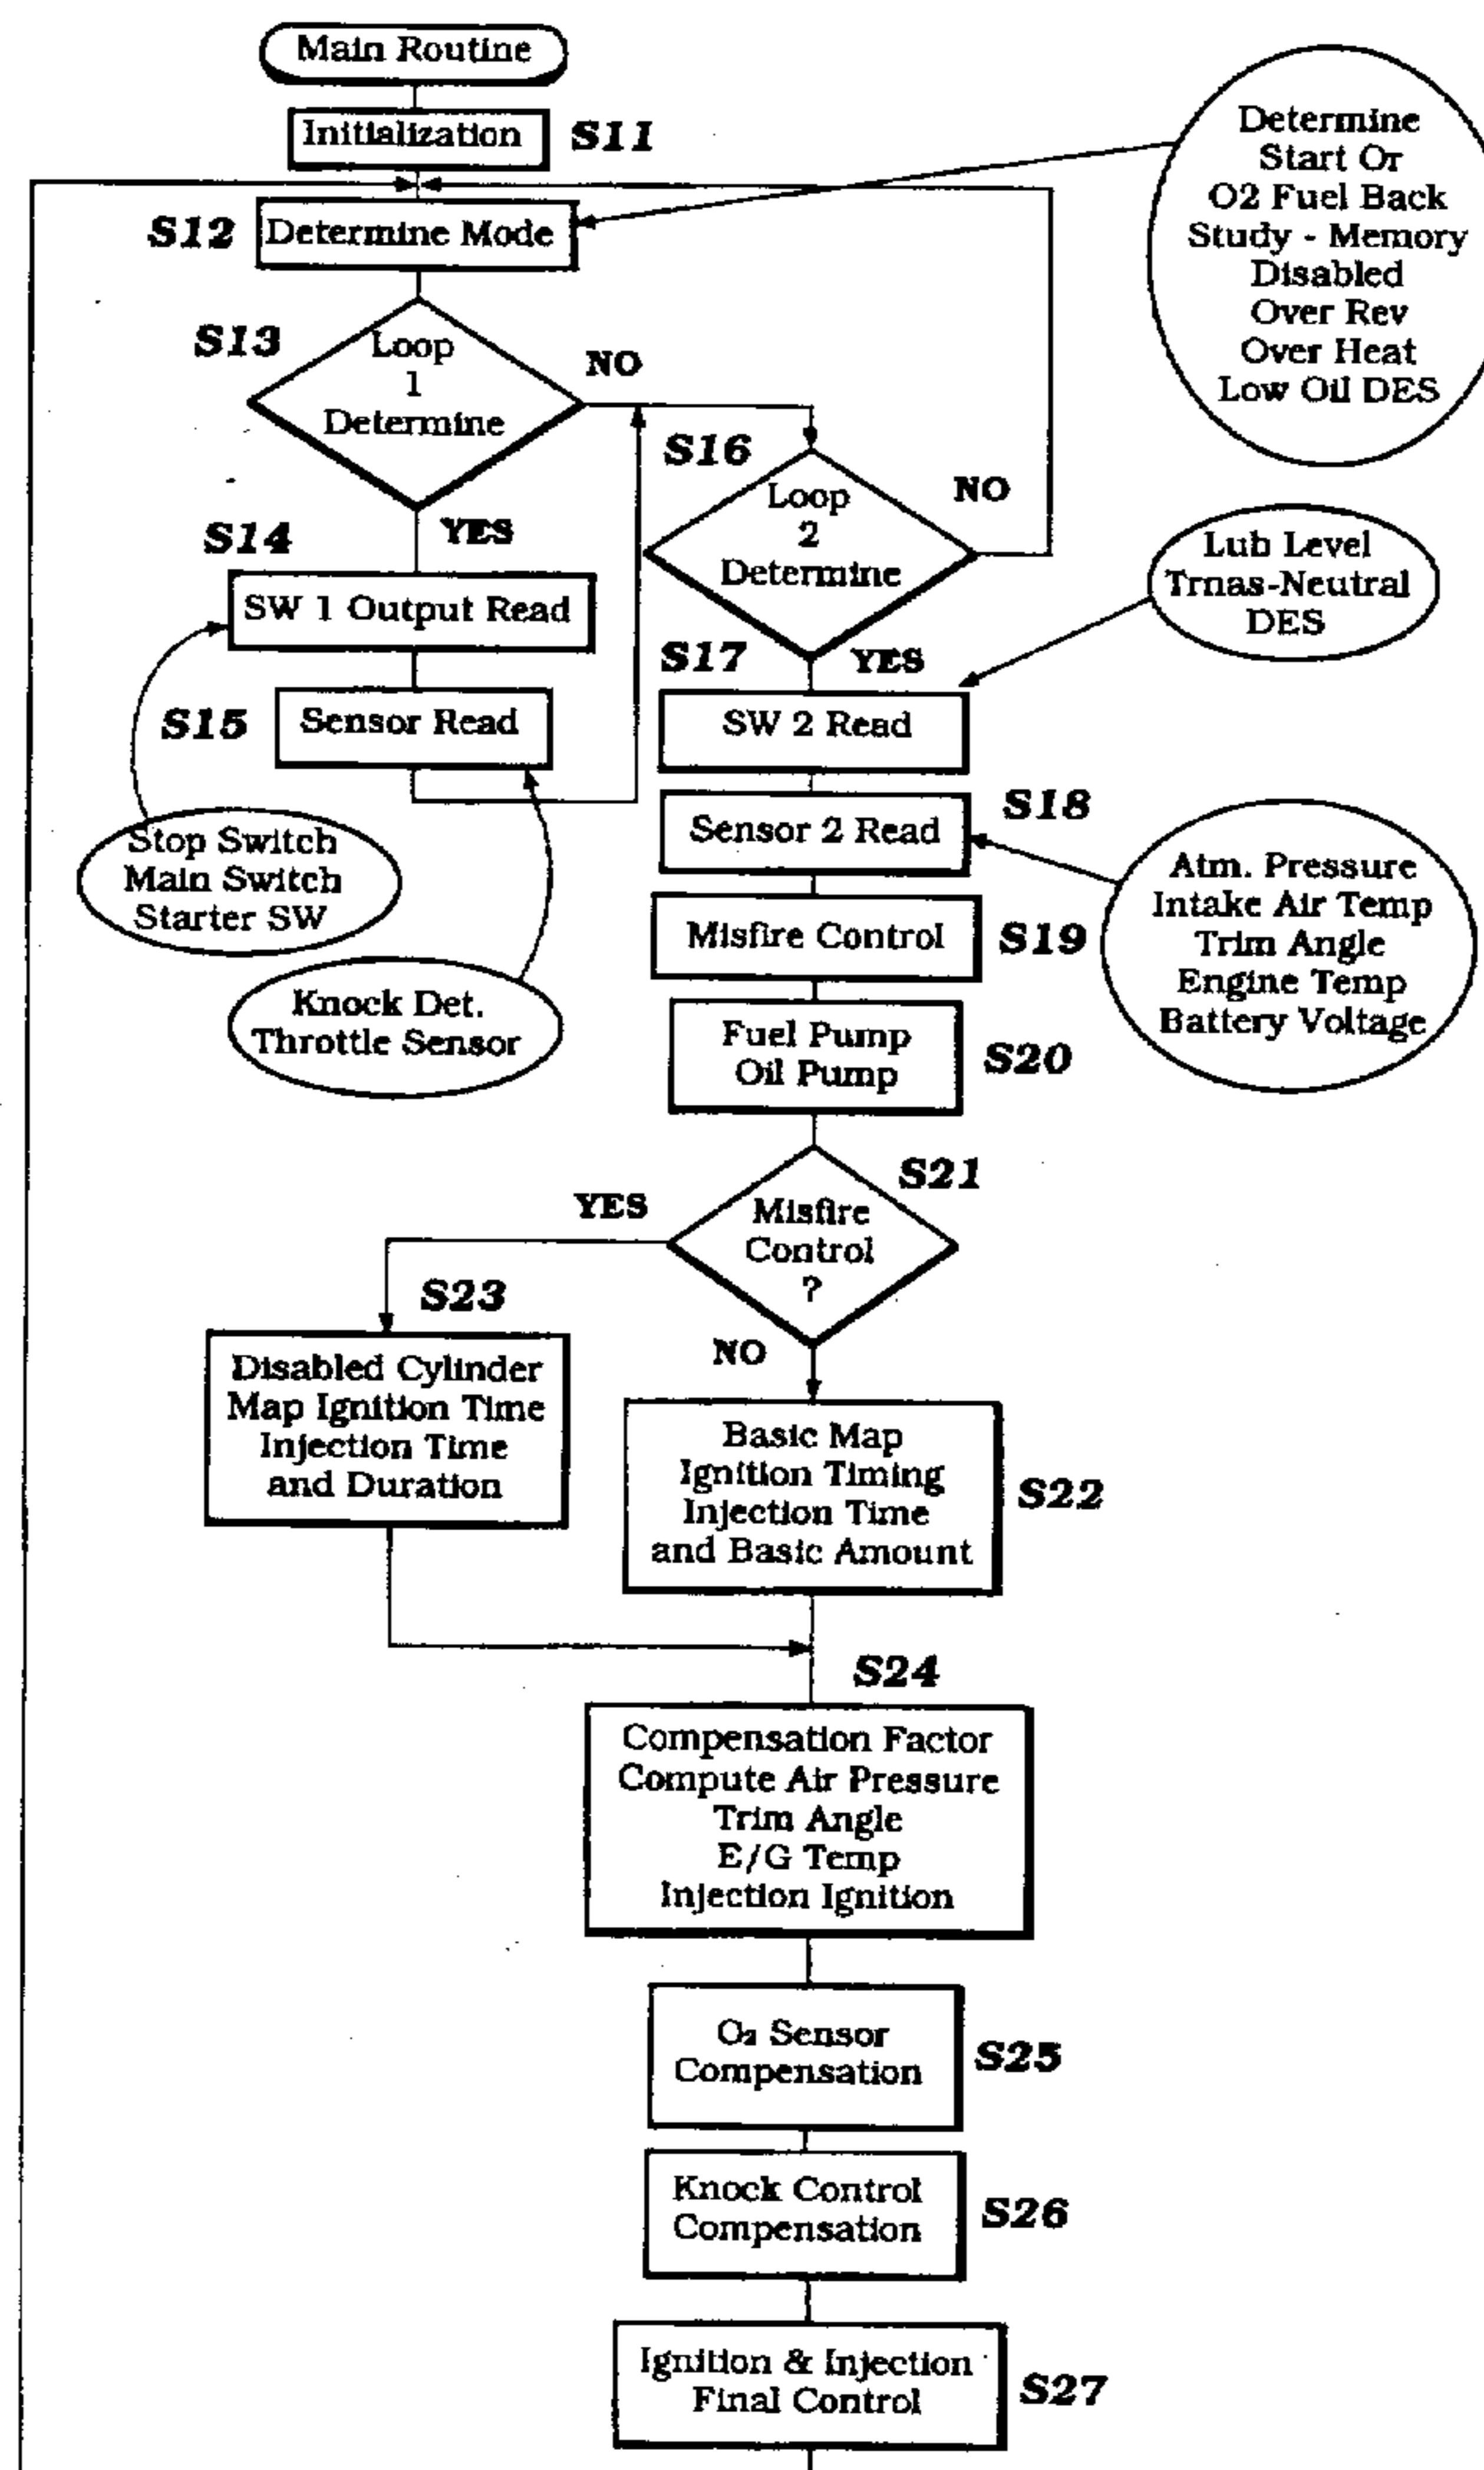 Main Routine
Initialization
S11
S12
Determine Mode
Determine
Start Or
O2 Fuel Back
Study - Memory
Disabled
Over Rev
Over Heat
Low Oil DES
S13
Loop
1
Determine
NO
YES
S14
SW 1 Output Read
S15
Sensor Read
Stop Switch
Main Switch
Starter SW
Knock Det.
Throttle Sensor
S16
Loop
2
Determine
NO
YES
Lub Level
Trnas-Neutral
DES
S17
SW 2 Read
Sensor 2 Read
S18
Atm. Pressure
Intake Air Temp
Trim Angle
Engine Temp
Battery Voltage
Misfire Control
S19
Fuel Pump
Oil Pump
S20
S21
Misfire
Control
?
YES
NO
S23
Disabled Cylinder
Map Ignition Time
Injection Time
and Duration
Basic Map
Ignition Timing
Injection Time
and Basic Amount
S22
S24
Compensation Factor
Compute Air Pressure
Trim Angle
E/G Temp
Injection Ignition
O₂ Sensor
Compensation
S25
Knock Control
Compensation
S26
Ignition & Injection
Final Control
S27